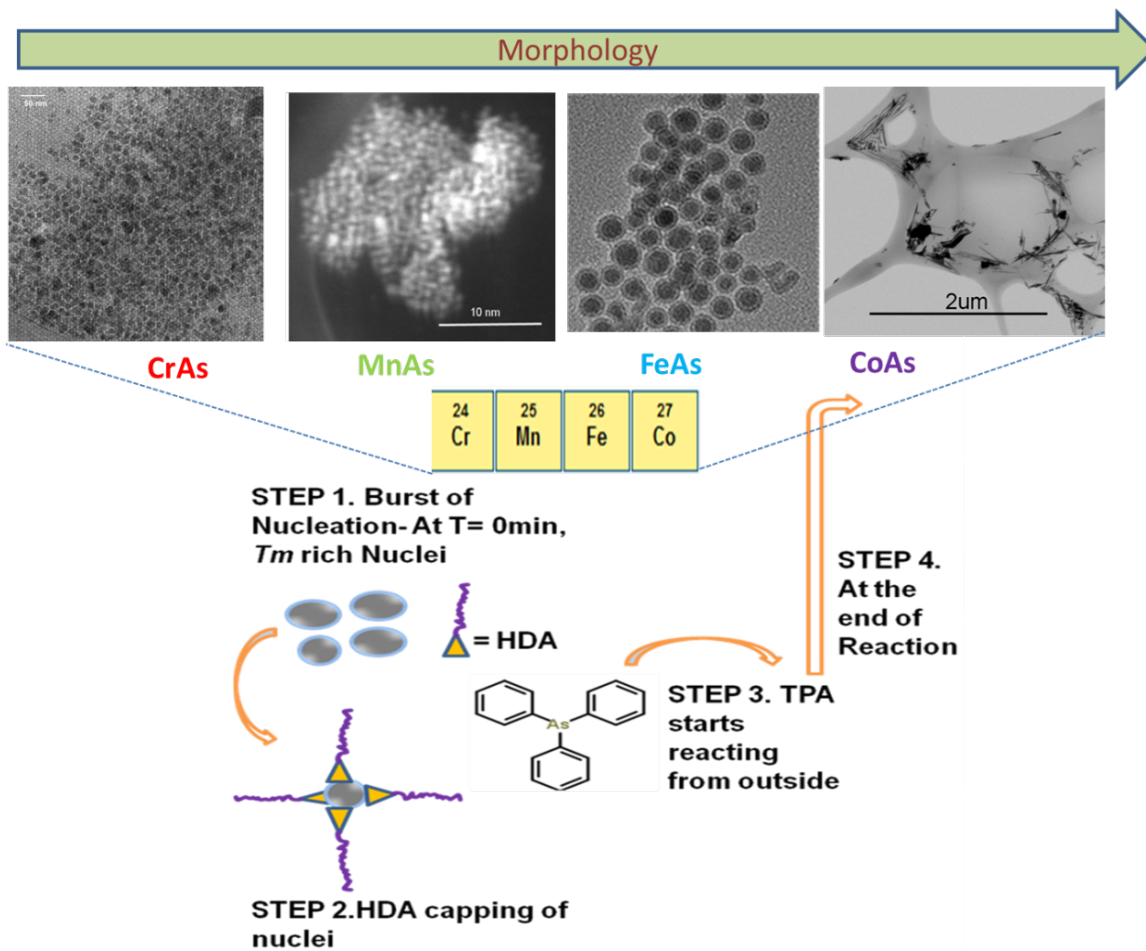 Morphology
50 nm
10 nm
2um
CrAs
MnAs
FeAs
CoAs
24
25
26
27
Cr
Mn
Fe
Co
STEP 1. Burst of
Nucleation- At T= 0min,
Tm rich Nuclei
= HDA
STEP 2.HDA capping of
nuclei
As
STEP 3. TPA
starts
reacting
from outside
STEP 4.
At the
end of
Reaction